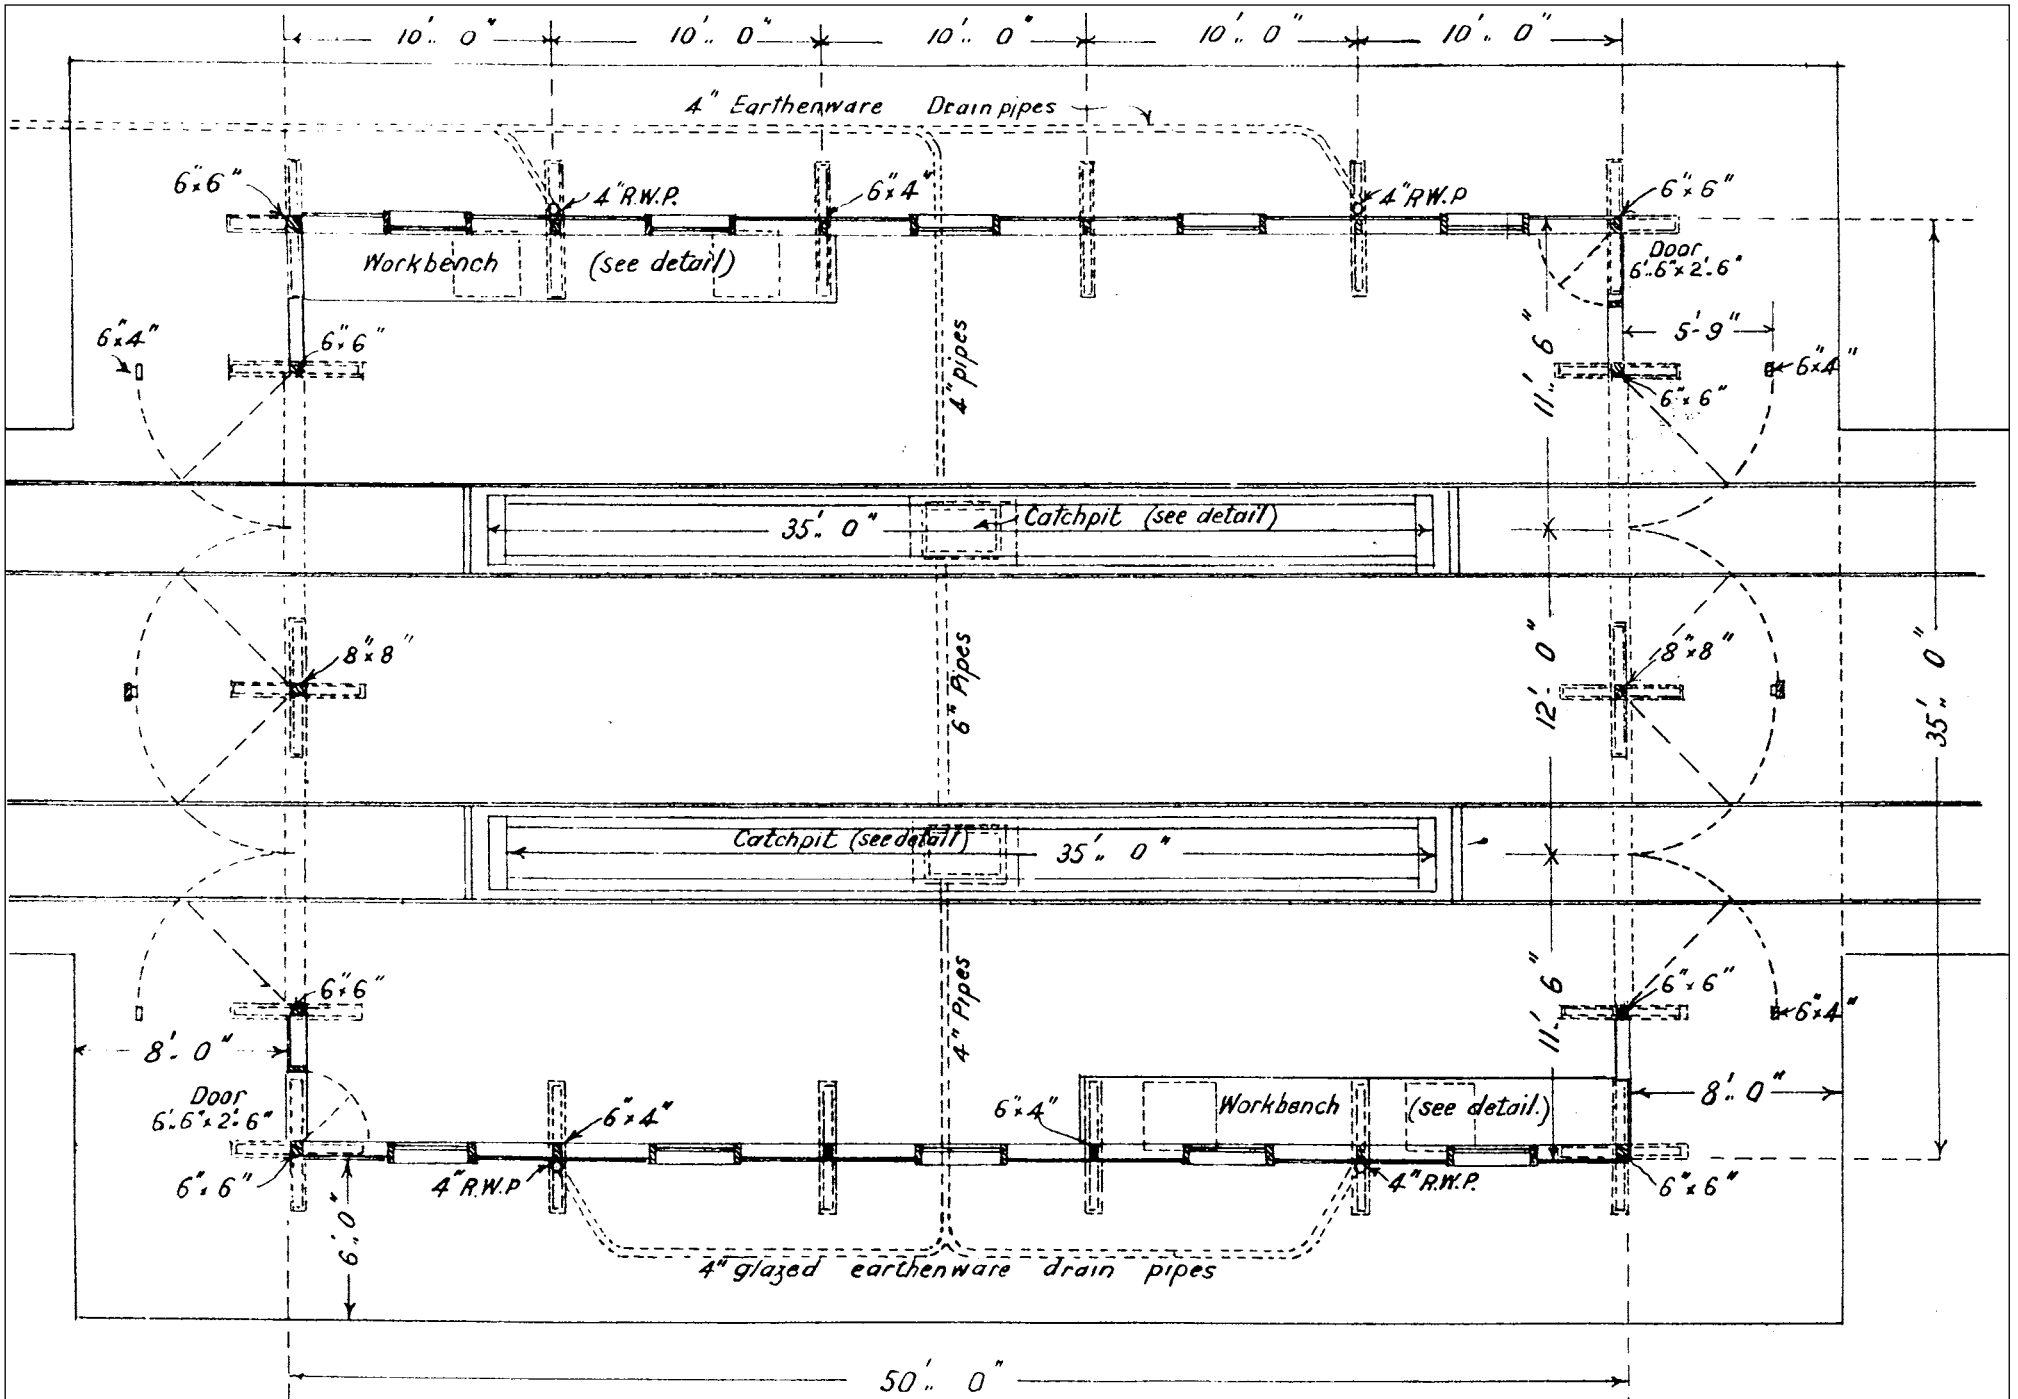 10'.. 0" 10'.. 0" 10'.. 0" 10'.. 0" 10'.. 0"
4" Earthenware Drain pipes
6"x6"
4" R.W.P.
6"x4"
4" R.W.P
6"x6"
Workbench (see detail)
Door
6'..6"x2'.6"
6"x4"
6"x6"
4" pipes
11'. 6"
5'-9"
6"x4"
6"x6"
35'.. 0"
Catchpit (see detail)
8"x8"
6" Pipes
12'. 0"
8"x8"
35'.. 0"
Catchpit (see detail)
35'.. 0"
6"x6"
8'. 0"
4" Pipes
11'. 6"
6"x6"
6"x4"
Door
6'..6"x2'.6"
6"x4"
6"x4"
Workbench (see detail.)
8'. 0"
6"x6"
4" R.W.P
4" R.W.P.
6"x6"
6'. 0"
4" glazed earthenware drain pipes
50'.. 0"